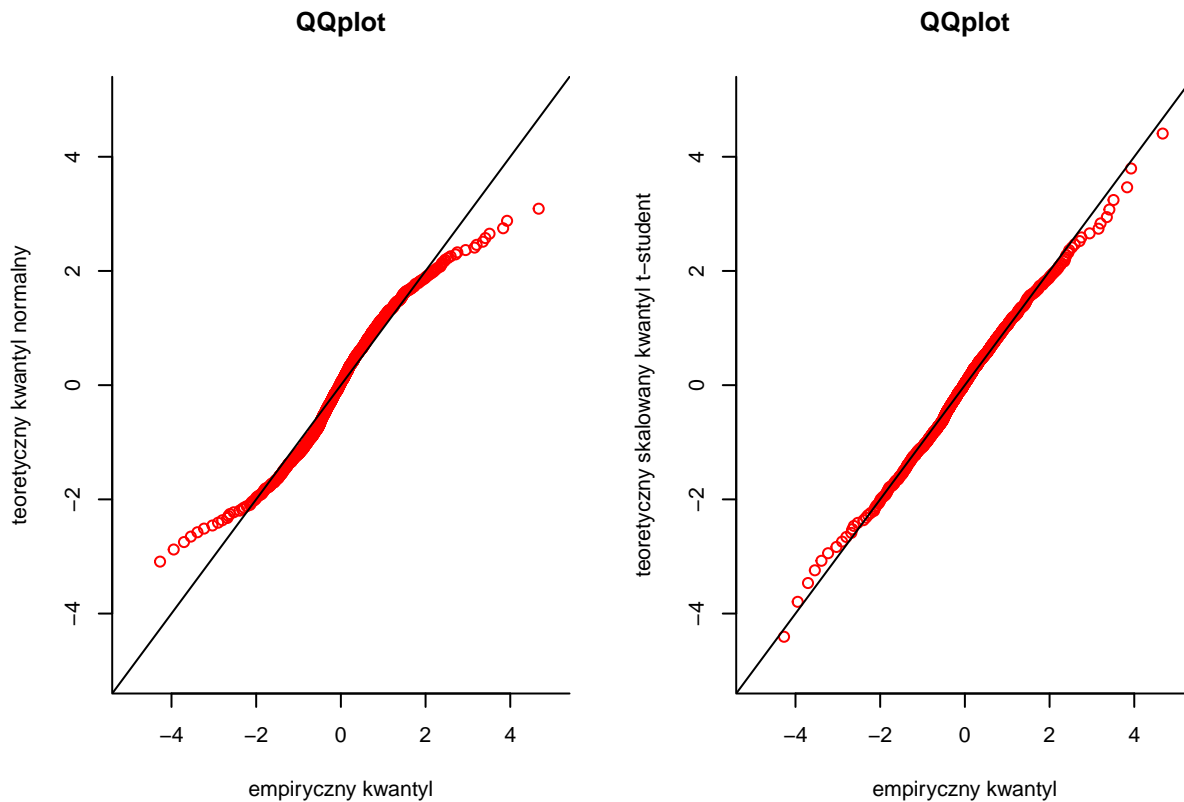 QQplot
teoretyczny kwantyl normalny
4
2
0
−2
−4
−4 −2 0 2 4
empiryczny kwantyl
QQplot
teoretyczny skalowany kwantyl t−student
4
2
0
−2
−4
−4 −2 0 2 4
empiryczny kwantyl